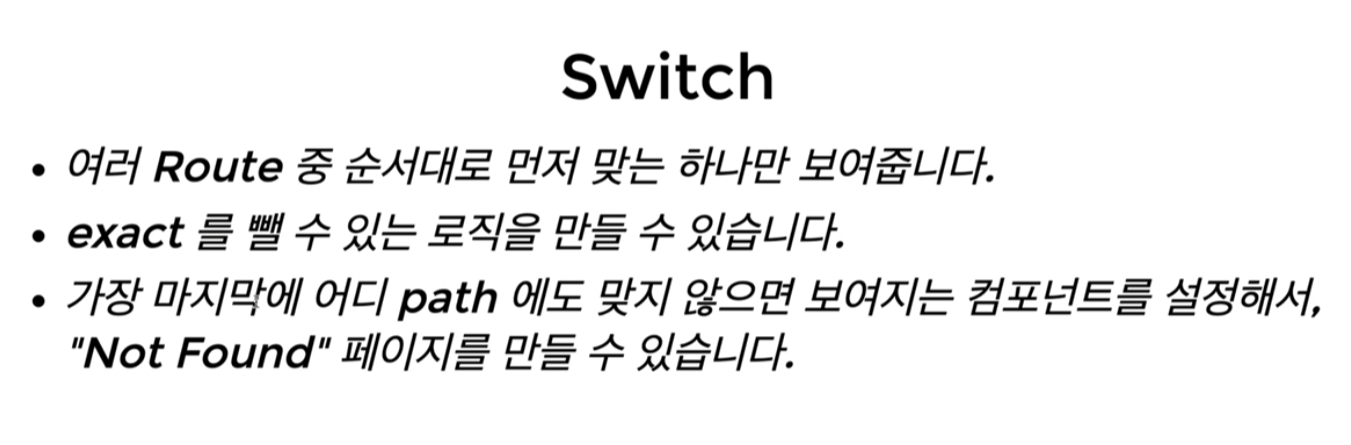 Switch
• 여러 Route 중 순서대로 먼저 맞는 하나만 보여줍니다.
• exact 를 뺄 수 있는 로직을 만들 수 있습니다.
• 가장 마지막에 어디 path 에도 맞지 않으면 보여지는 컴포넌트를 설정해서,
"Not Found" 페이지를 만들 수 있습니다.